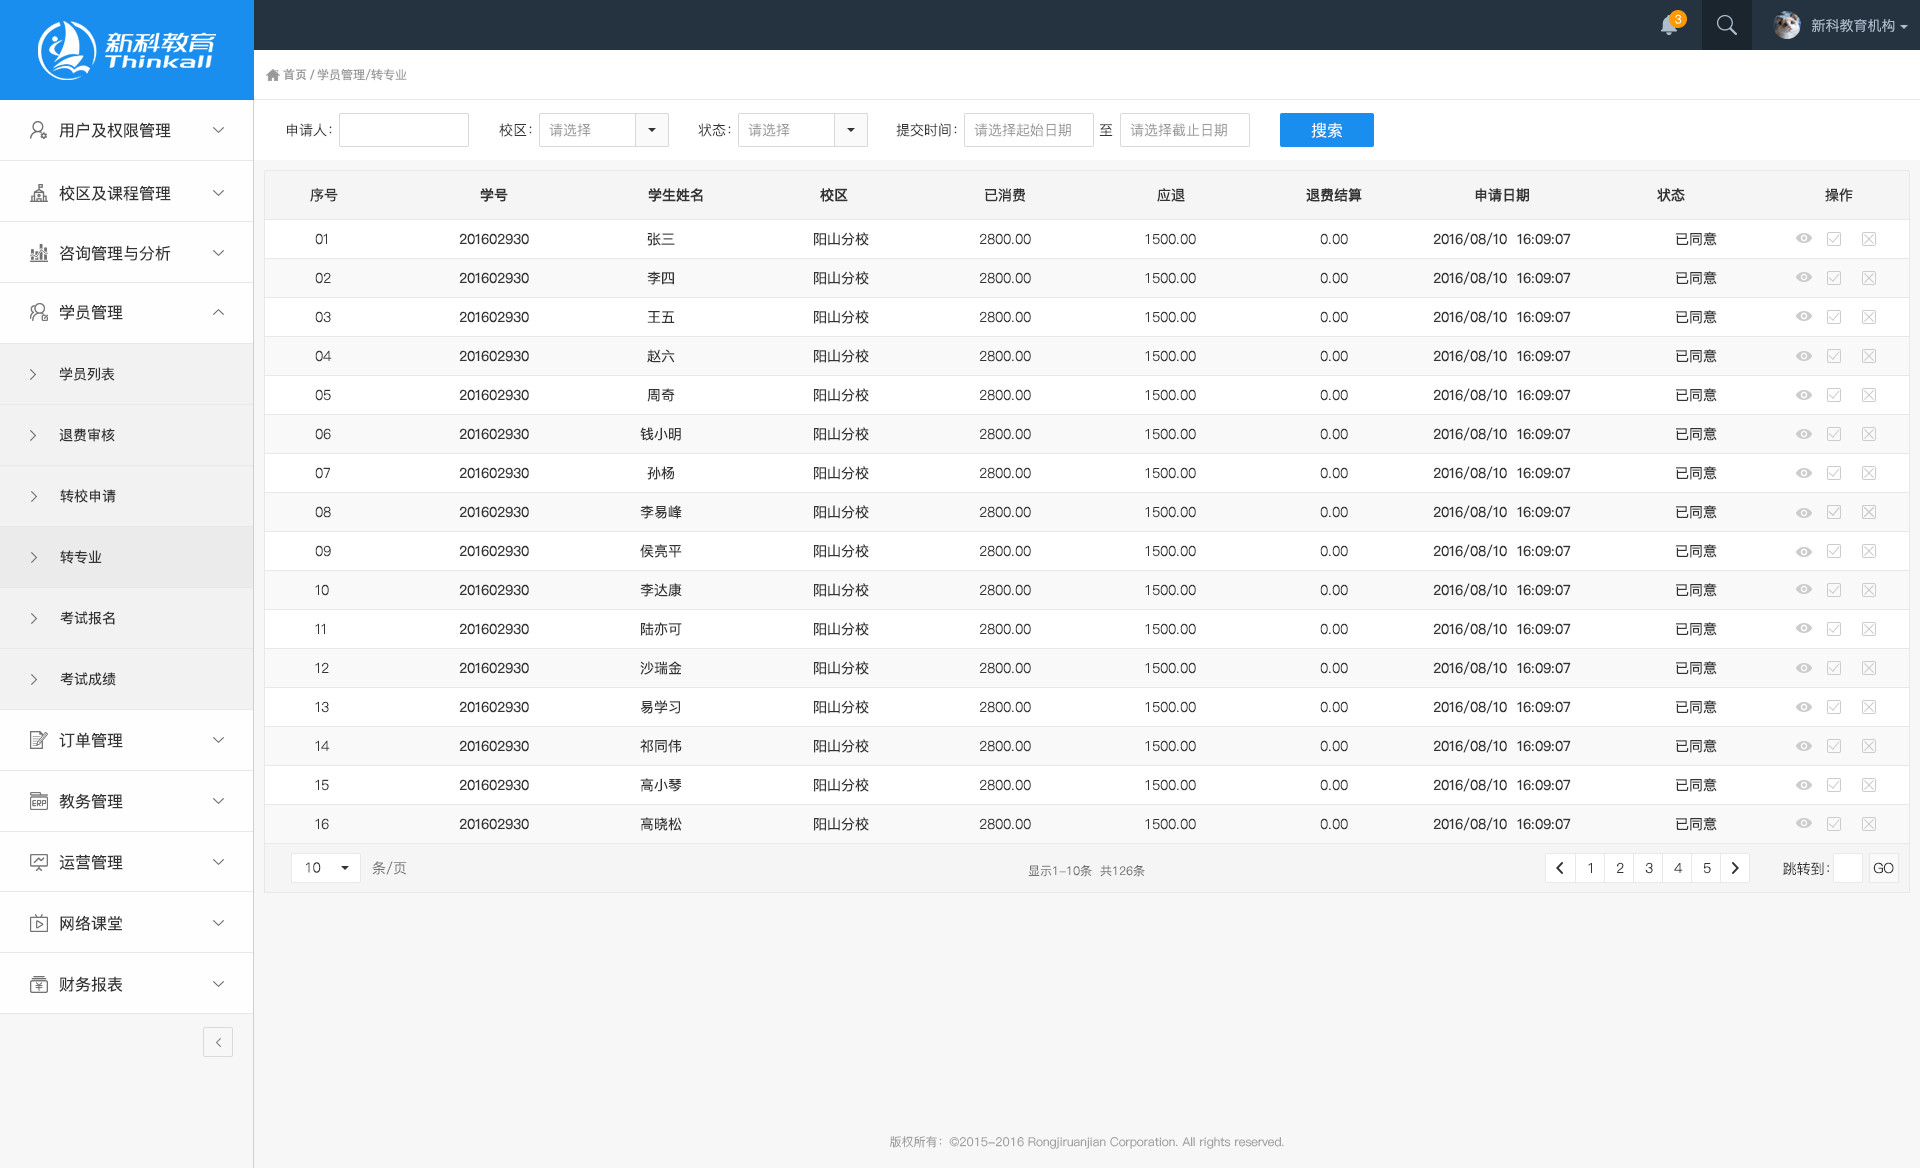 新科教育
Thinkall
3
新科教育机构
首页 / 学员管理/转专业
用户及权限管理
校区及课程管理
咨询管理与分析
学员管理
学员列表
退费审核
转校申请
转专业
考试报名
考试成绩
订单管理
教务管理
ERP
运营管理
网络课堂
财务报表
申请人： 校区： 请选择 状态： 请选择 提交时间： 请选择起始日期 至 请选择截止日期 搜索
序号 学号 学生姓名 校区 已消费 应退 退费结算 申请日期 状态 操作
01 201602930 张三 阳山分校 2800.00 1500.00 0.00 2016/08/10 16:09:07 已同意
02 201602930 李四 阳山分校 2800.00 1500.00 0.00 2016/08/10 16:09:07 已同意
03 201602930 王五 阳山分校 2800.00 1500.00 0.00 2016/08/10 16:09:07 已同意
04 201602930 赵六 阳山分校 2800.00 1500.00 0.00 2016/08/10 16:09:07 已同意
05 201602930 周奇 阳山分校 2800.00 1500.00 0.00 2016/08/10 16:09:07 已同意
06 201602930 钱小明 阳山分校 2800.00 1500.00 0.00 2016/08/10 16:09:07 已同意
07 201602930 孙杨 阳山分校 2800.00 1500.00 0.00 2016/08/10 16:09:07 已同意
08 201602930 李易峰 阳山分校 2800.00 1500.00 0.00 2016/08/10 16:09:07 已同意
09 201602930 侯亮平 阳山分校 2800.00 1500.00 0.00 2016/08/10 16:09:07 已同意
10 201602930 李达康 阳山分校 2800.00 1500.00 0.00 2016/08/10 16:09:07 已同意
11 201602930 陆亦可 阳山分校 2800.00 1500.00 0.00 2016/08/10 16:09:07 已同意
12 201602930 沙瑞金 阳山分校 2800.00 1500.00 0.00 2016/08/10 16:09:07 已同意
13 201602930 易学习 阳山分校 2800.00 1500.00 0.00 2016/08/10 16:09:07 已同意
14 201602930 祁同伟 阳山分校 2800.00 1500.00 0.00 2016/08/10 16:09:07 已同意
15 201602930 高小琴 阳山分校 2800.00 1500.00 0.00 2016/08/10 16:09:07 已同意
16 201602930 高晓松 阳山分校 2800.00 1500.00 0.00 2016/08/10 16:09:07 已同意
10 条/页 显示1-10条 共126条 1 2 3 4 5 跳转到： GO
版权所有：©2015-2016 Rongjiruanjian Corporation. All rights reserved.